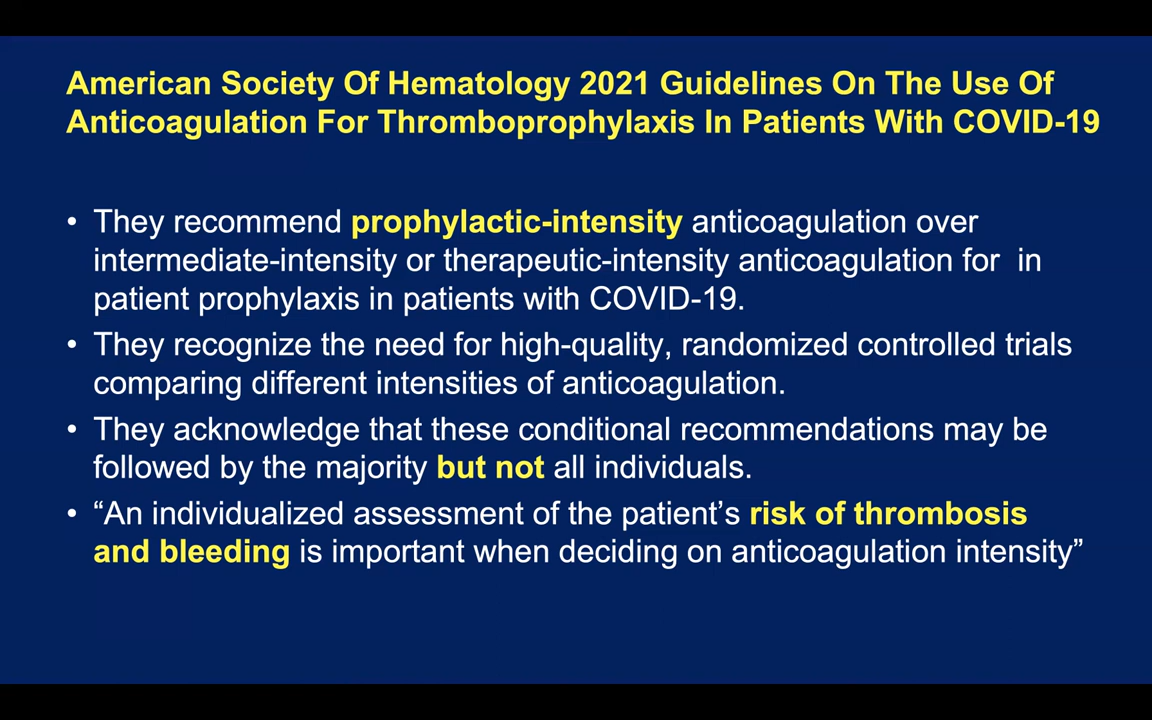 American Society Of Hematology 2021 Guidelines On The Use Of
Anticoagulation For Thromboprophylaxis In Patients With COVID-19
• They recommend prophylactic-intensity anticoagulation over
intermediate-intensity or therapeutic-intensity anticoagulation for in
patient prophylaxis in patients with COVID-19.
• They recognize the need for high-quality, randomized controlled trials
comparing different intensities of anticoagulation.
• They acknowledge that these conditional recommendations may be
followed by the majority but not all individuals.
• “An individualized assessment of the patient’s risk of thrombosis
and bleeding is important when deciding on anticoagulation intensity”